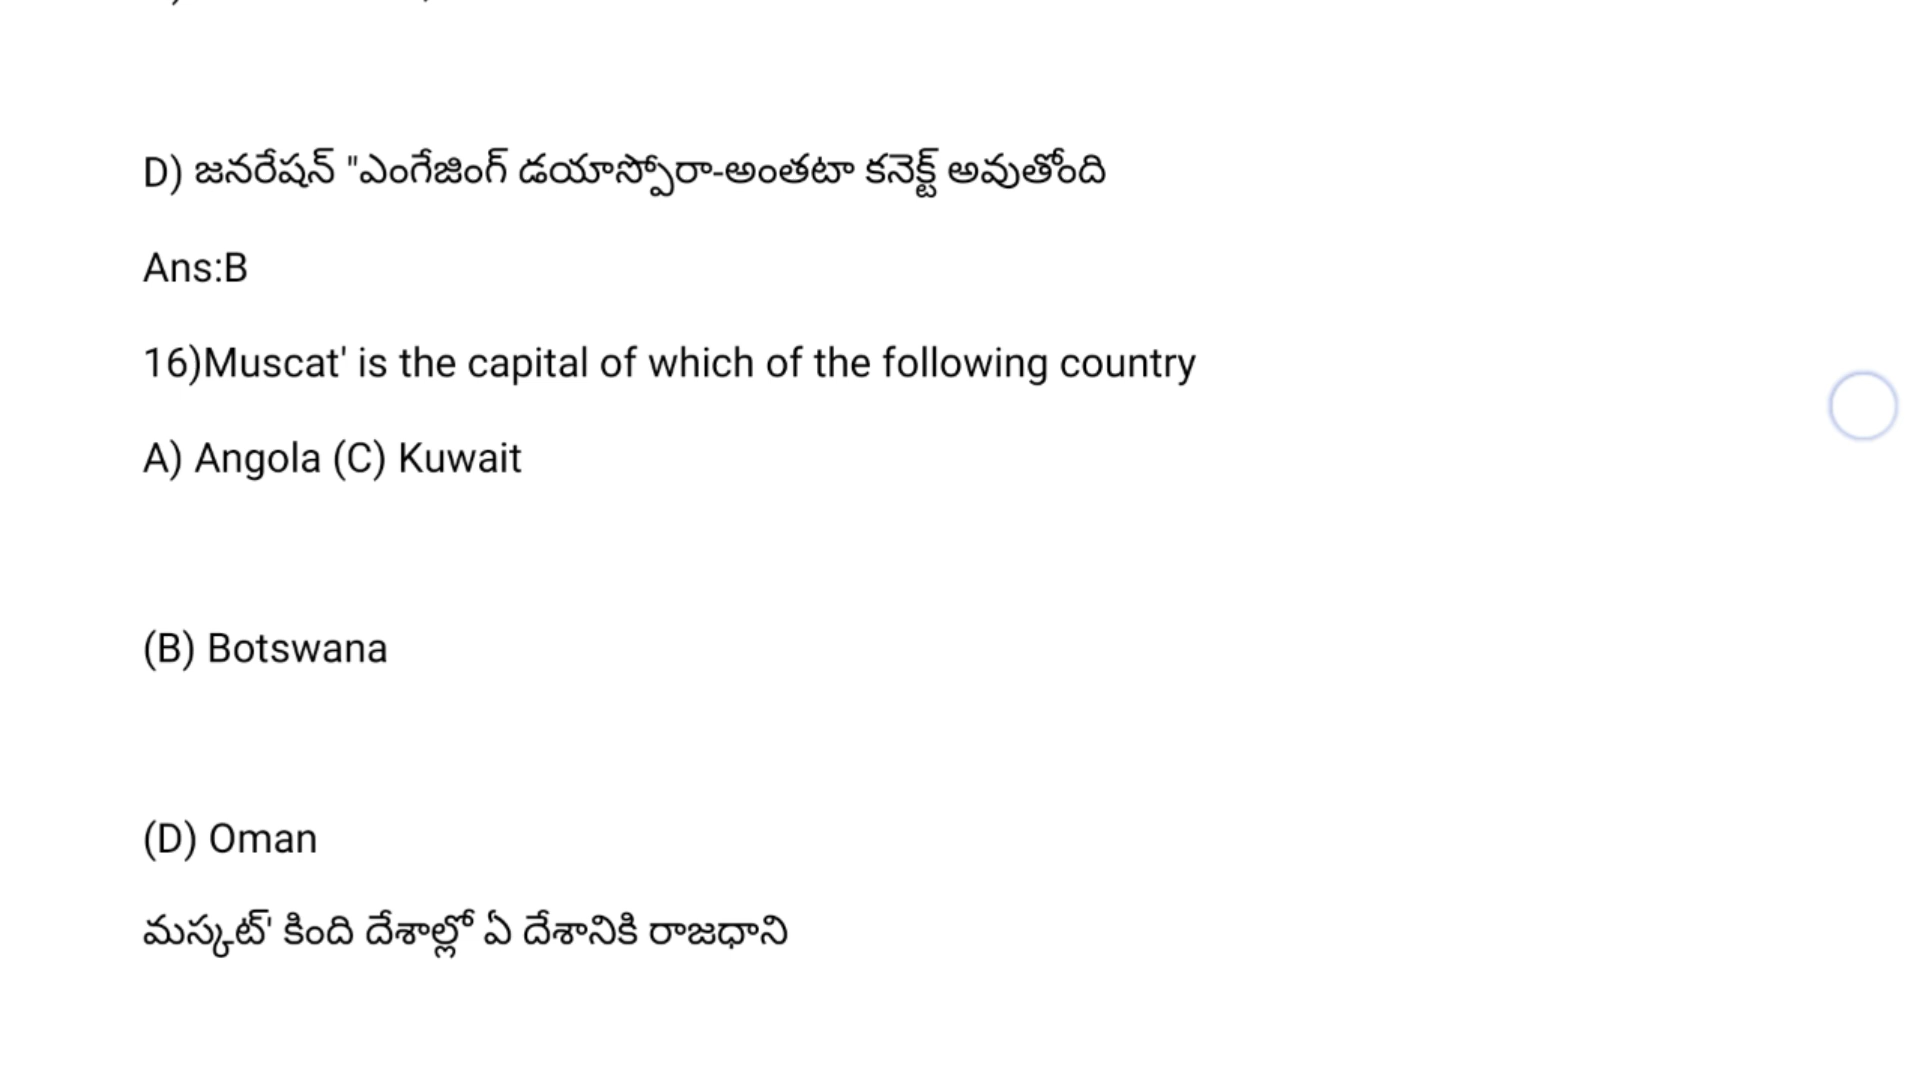 D) జనరేషన్ "ఎంగేజింగ్ డయాస్పోరా-అంతటా కనెక్ట్ అవుతోంది
Ans:B
16)Muscat' is the capital of which of the following country
A) Angola (C) Kuwait
(B) Botswana
(D) Oman
మస్కట్' కింది దేశాల్లో ఏ దేశానికి రాజధాని